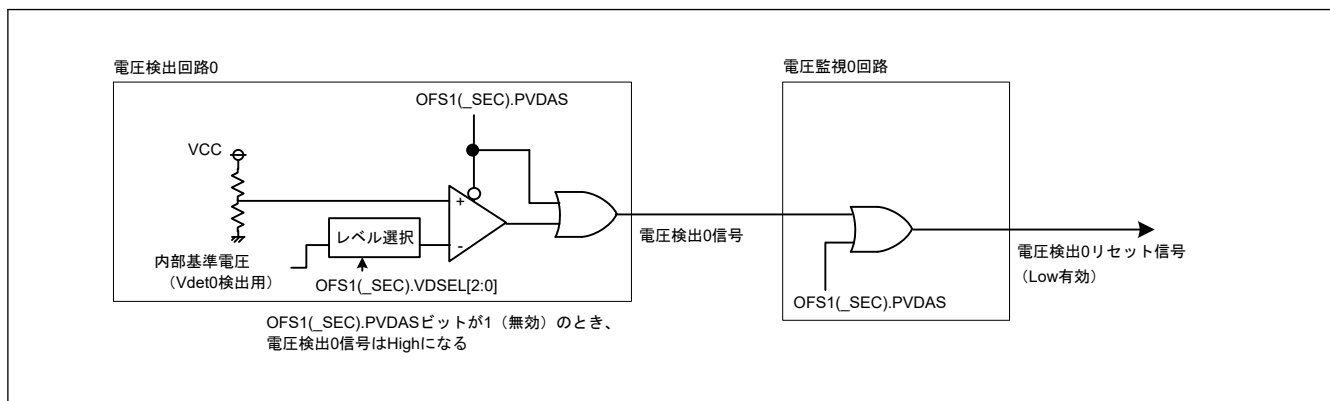 電圧検出回路0
OFS1(_SEC).PVDAS
VCC
+
レベル選択
-
内部基準電圧
（Vdet0検出用）
OFS1(_SEC).VDSEL[2:0]
OFS1(_SEC).PVDASビットが1（無効）のとき、
電圧検出0信号はHighになる
電圧検出0信号
電圧監視0回路
OFS1(_SEC).PVDAS
電圧検出0リセット信号
（Low有効）